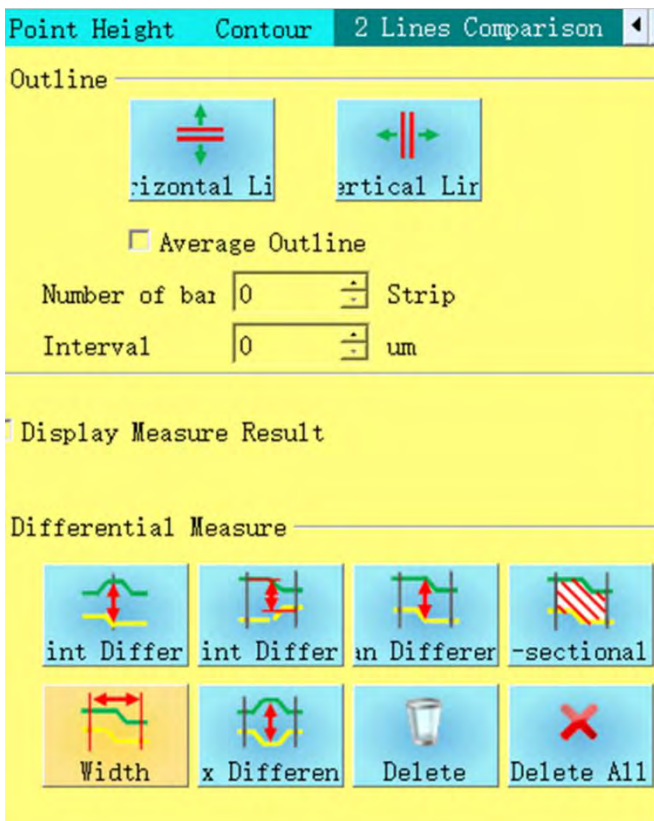 Point Height Contour 2 Lines Comparison
Outline
rizontal Li ertical Lir
Average Outline
Number of bar 0 Strip
Interval 0 um
Display Measure Result
Differential Measure
int Differ int Differ an Differer -sectional
Width x Differen Delete Delete All